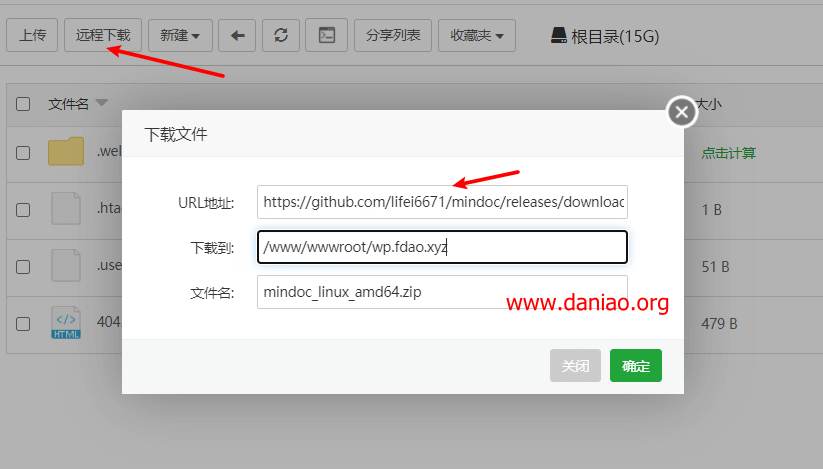 上传 远程下载 新建 分享列表 收藏夹 根目录(15G)
文件名 大小
下载文件
.wel 点击计算
URL地址: https://github.com/lifei6671/mindoc/releases/download
.hta 1 B
下载到: /www/wwwroot/wp.fdao.xyz
.use 51 B
文件名: mindoc_linux_amd64.zip
www.daniao.org
</> HTML 404 479 B
关闭 确定